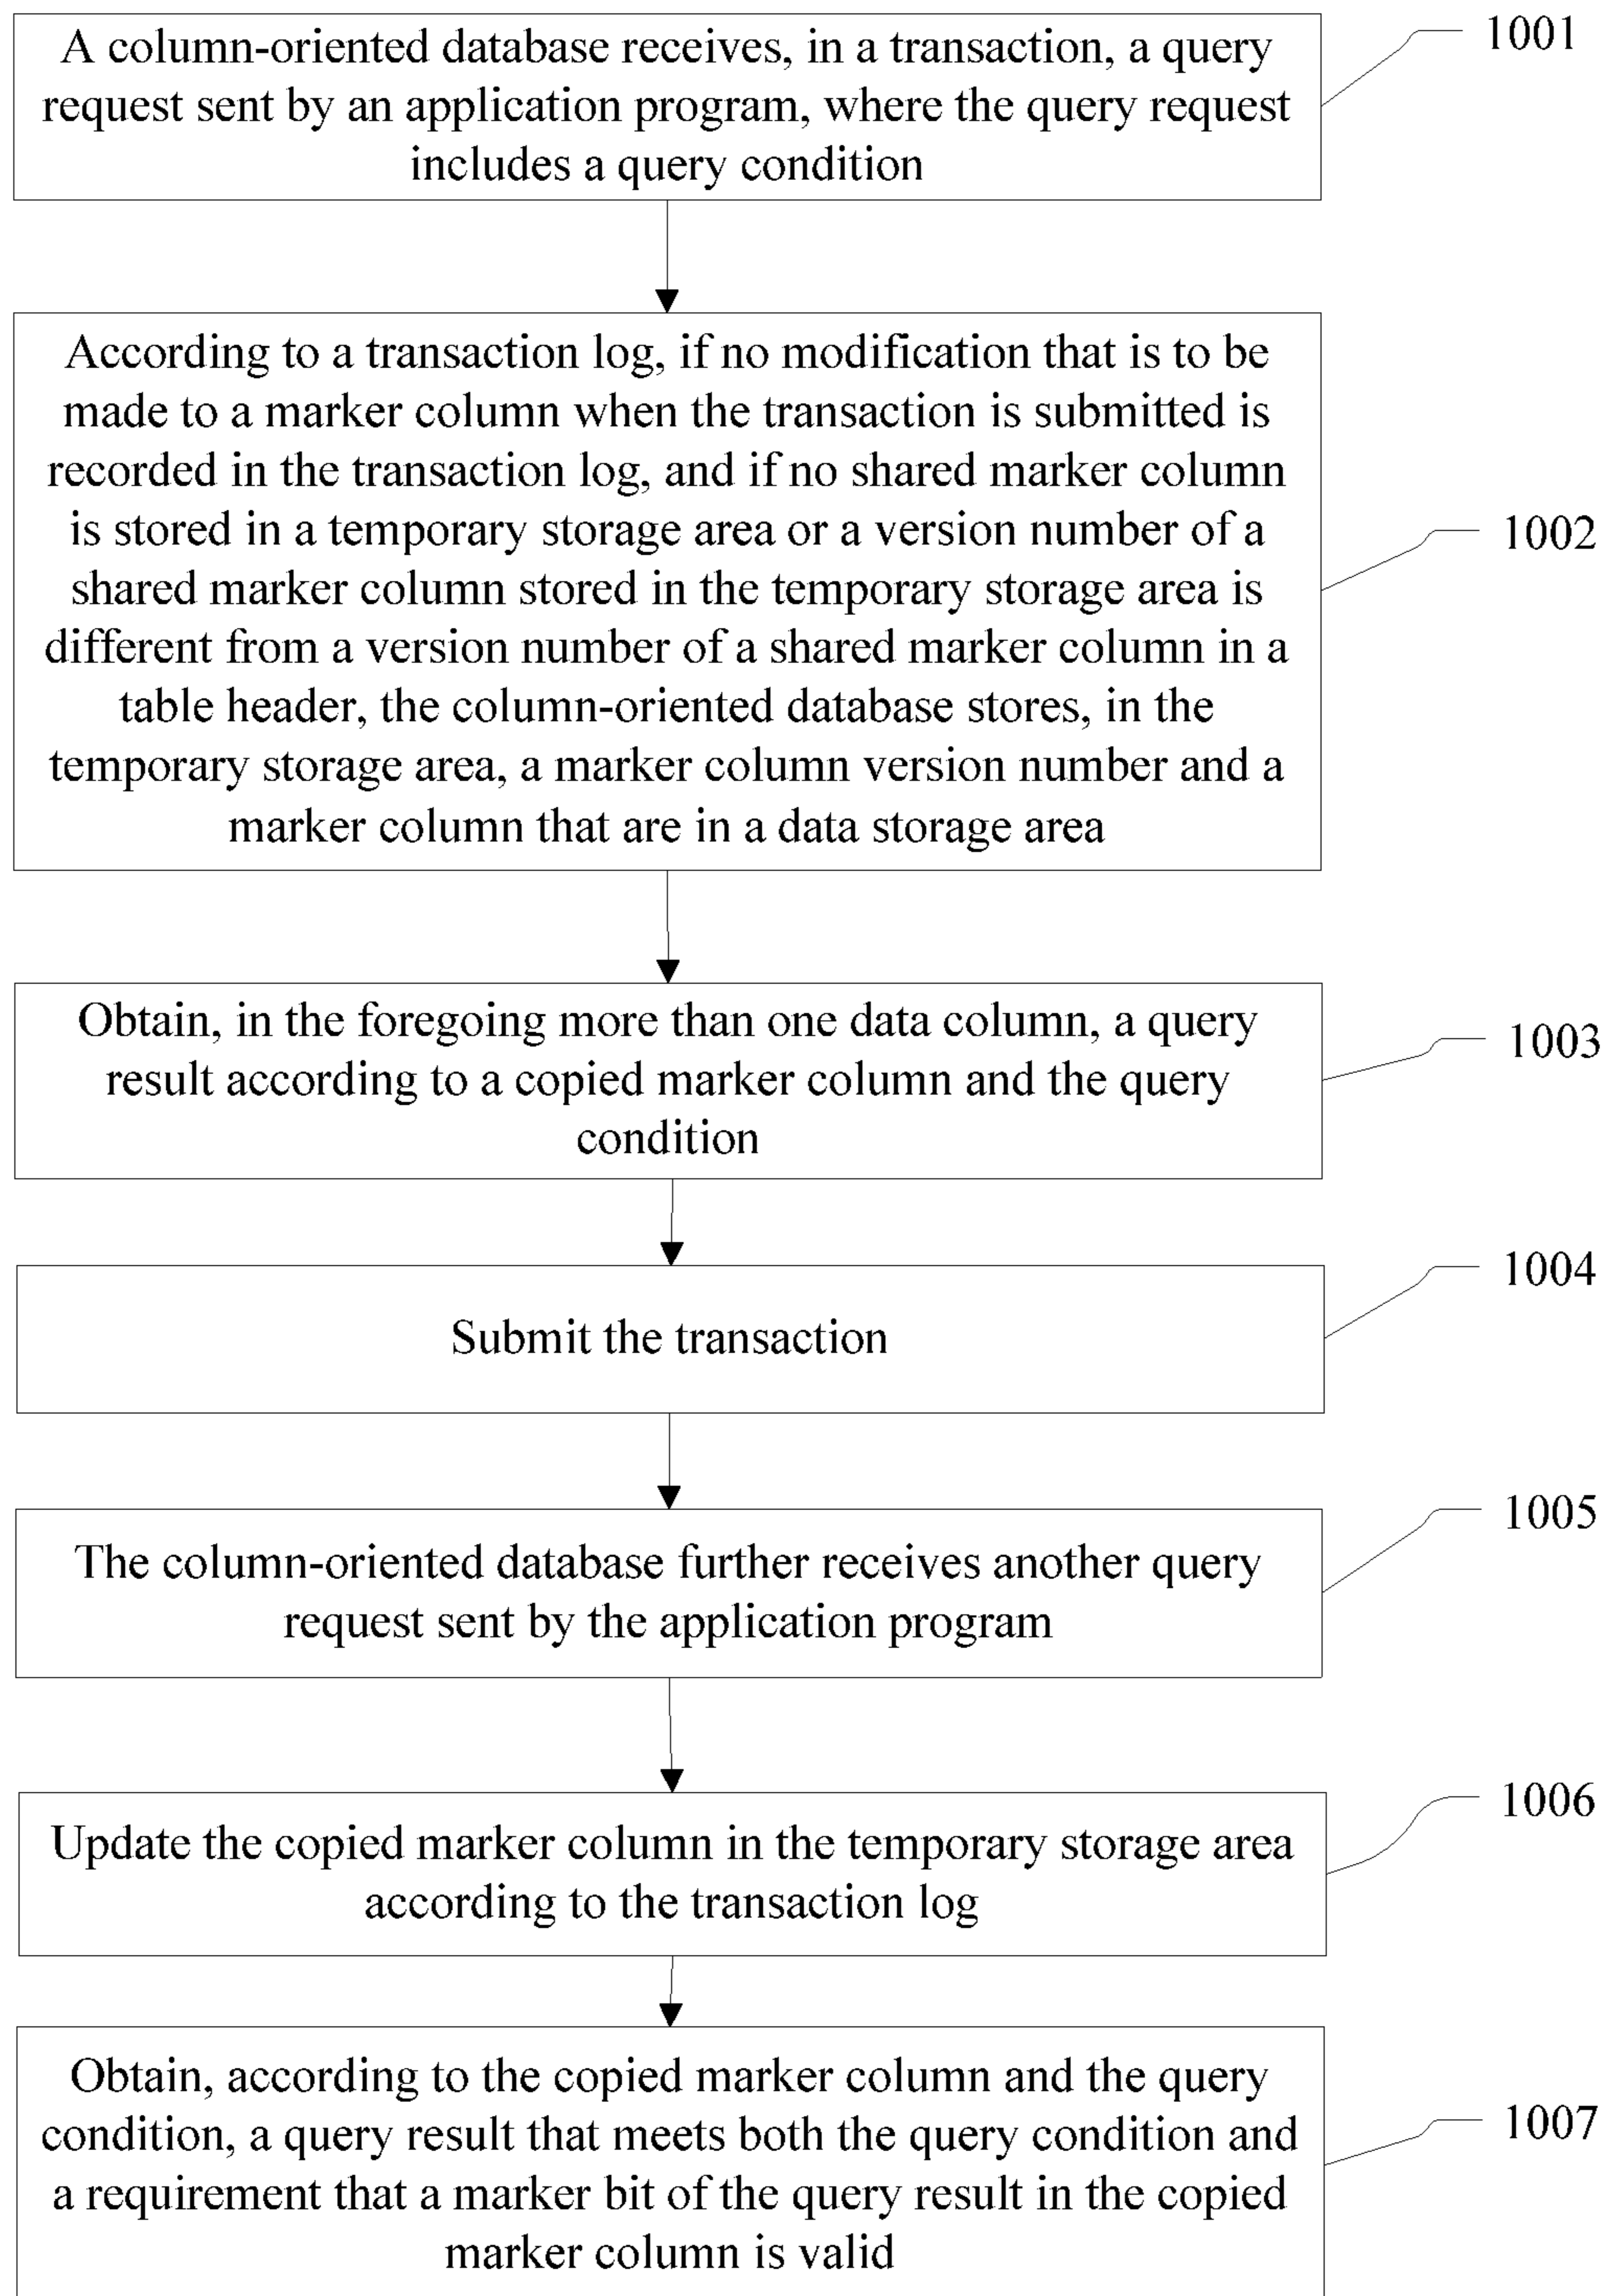 A column-oriented database receives, in a transaction, a query
request sent by an application program, where the query request
includes a query condition
1001
According to a transaction log, if no modification that is to be
made to a marker column when the transaction is submitted is
recorded in the transaction log, and if no shared marker column
is stored in a temporary storage area or a version number of a
shared marker column stored in the temporary storage area is
different from a version number of a shared marker column in a
table header, the column-oriented database stores, in the
temporary storage area, a marker column version number and a
marker column that are in a data storage area
1002
Obtain, in the foregoing more than one data column, a query
result according to a copied marker column and the query
condition
1003
Submit the transaction
1004
The column-oriented database further receives another query
request sent by the application program
1005
Update the copied marker column in the temporary storage area
according to the transaction log
1006
Obtain, according to the copied marker column and the query
condition, a query result that meets both the query condition and
a requirement that a marker bit of the query result in the copied
marker column is valid
1007